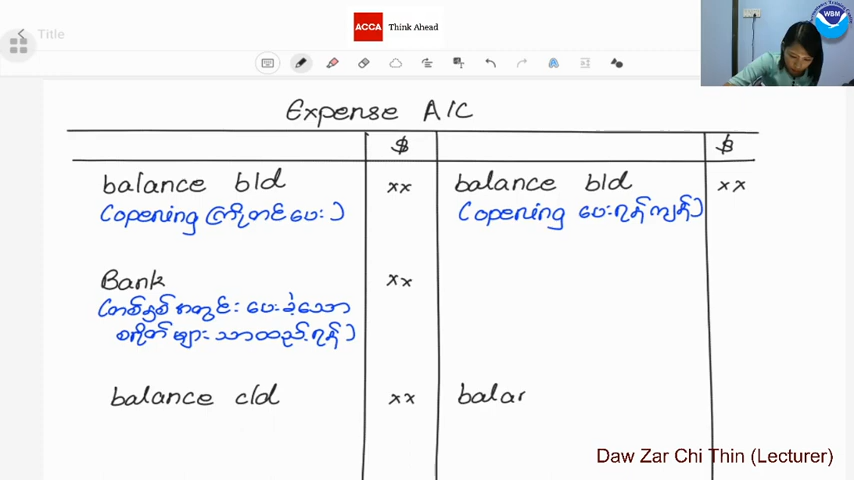 Title
ACCA Think Ahead
WBM
Expense A/C
$ $
balance b/d xx balance b/d xx
(opening ကြိုတင်ပေး) (opening ပေးရန်ကျန်)
Bank xx
(တစ်နှစ်အတွင်း ပေးခဲ့သော
စရိတ်များ သာထည့်ရန်)
balance c/d xx balar
Daw Zar Chi Thin (Lecturer)